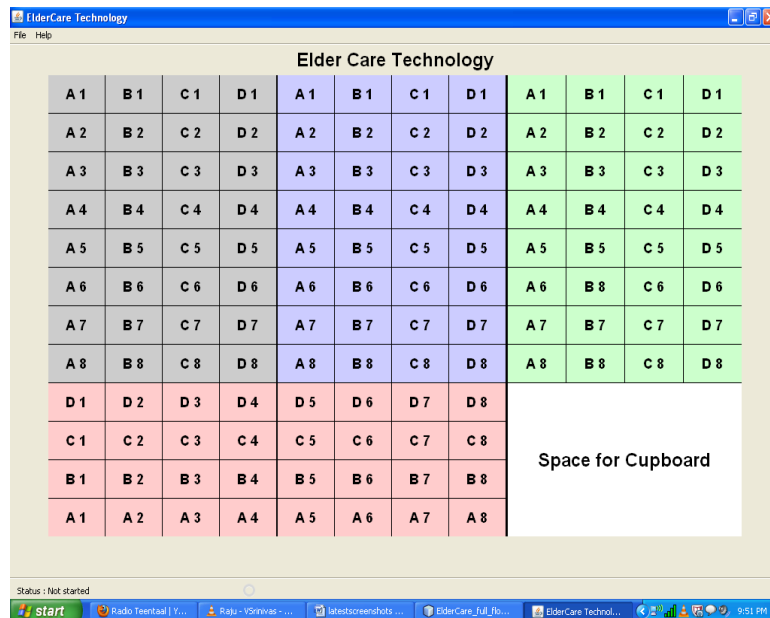 ElderCare Technology
File Help
Elder Care Technology
A 1 B 1 C 1 D 1 A 1 B 1 C 1 D 1 A 1 B 1 C 1 D 1
A 2 B 2 C 2 D 2 A 2 B 2 C 2 D 2 A 2 B 2 C 2 D 2
A 3 B 3 C 3 D 3 A 3 B 3 C 3 D 3 A 3 B 3 C 3 D 3
A 4 B 4 C 4 D 4 A 4 B 4 C 4 D 4 A 4 B 4 C 4 D 4
A 5 B 5 C 5 D 5 A 5 B 5 C 5 D 5 A 5 B 5 C 5 D 5
A 6 B 6 C 6 D 6 A 6 B 6 C 6 D 6 A 6 B 8 C 6 D 6
A 7 B 7 C 7 D 7 A 7 B 7 C 7 D 7 A 7 B 7 C 7 D 7
A 8 B 8 C 8 D 8 A 8 B 8 C 8 D 8 A 8 B 8 C 8 D 8
D 1 D 2 D 3 D 4 D 5 D 6 D 7 D 8
C 1 C 2 C 3 C 4 C 5 C 6 C 7 C 8
Space for Cupboard
B 1 B 2 B 3 B 4 B 5 B 6 B 7 B 8
A 1 A 2 A 3 A 4 A 5 A 6 A 7 A 8
Status : Not started
start Radio Teentaal | Y... Raju - VSrinivas - ... latestscreenshots ... ElderCare_full_flo... ElderCare Technol... 9:51 PM